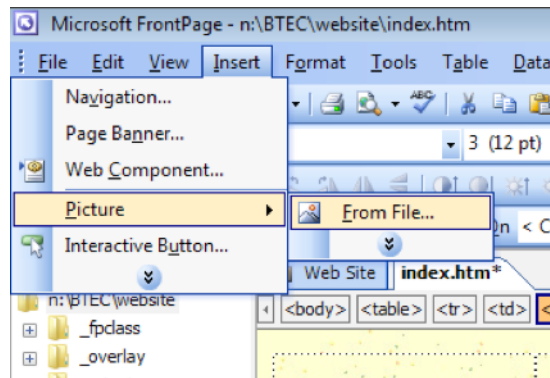 Microsoft FrontPage - n:\BTEC\website\index.htm
File Edit View Insert Format Tools Table Data
Navigation...
Page Banner...
ABC
Web Component...
3 (12 pt)
Picture
From File...
Interactive Button...
< C
Web Site index.htm*
n:\BTEC\website
<body> <table> <tr> <td> <
_fpclass
_overlay